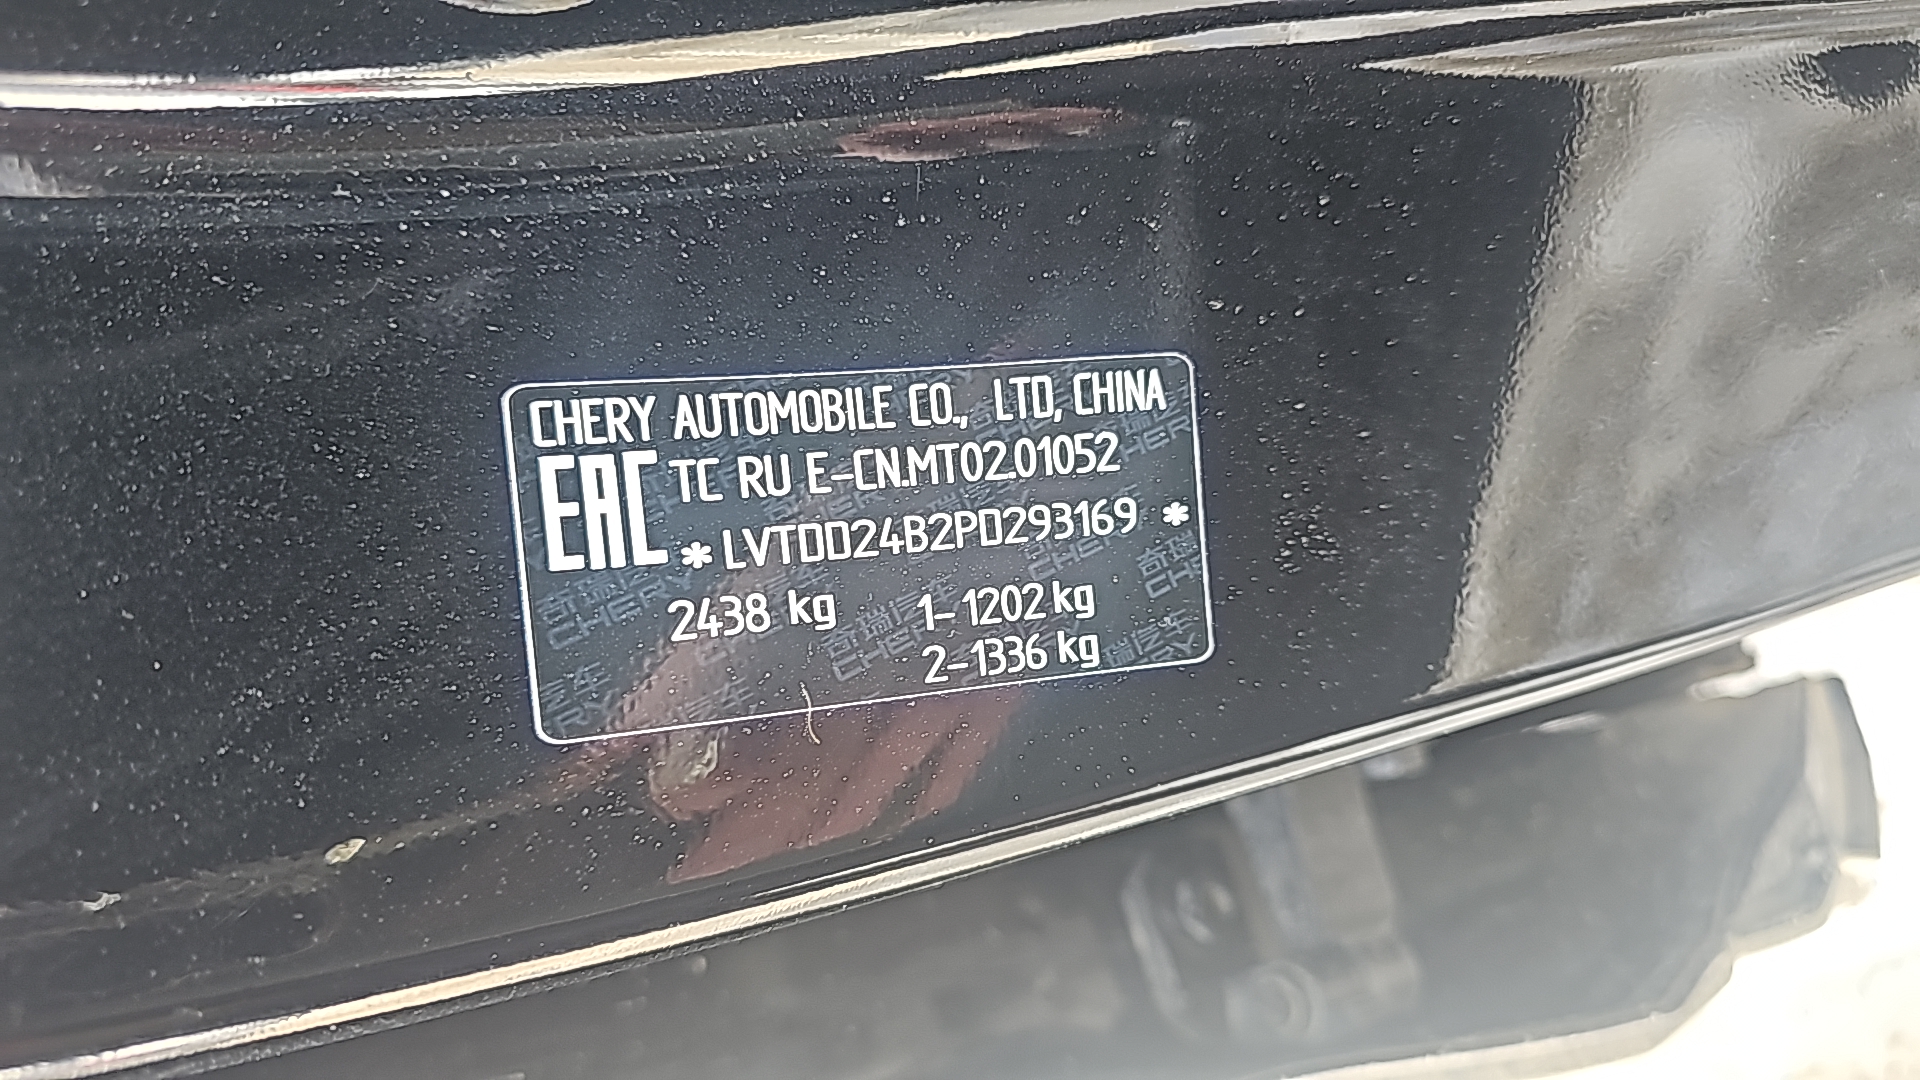 CHERY AUTOMOBILE CO., LTD, CHINA
EAC TC RU E-CN.MT02.01052
*LVTDD24B2PD293169 *
2438 kg 1-1202 kg
2-1336 kg